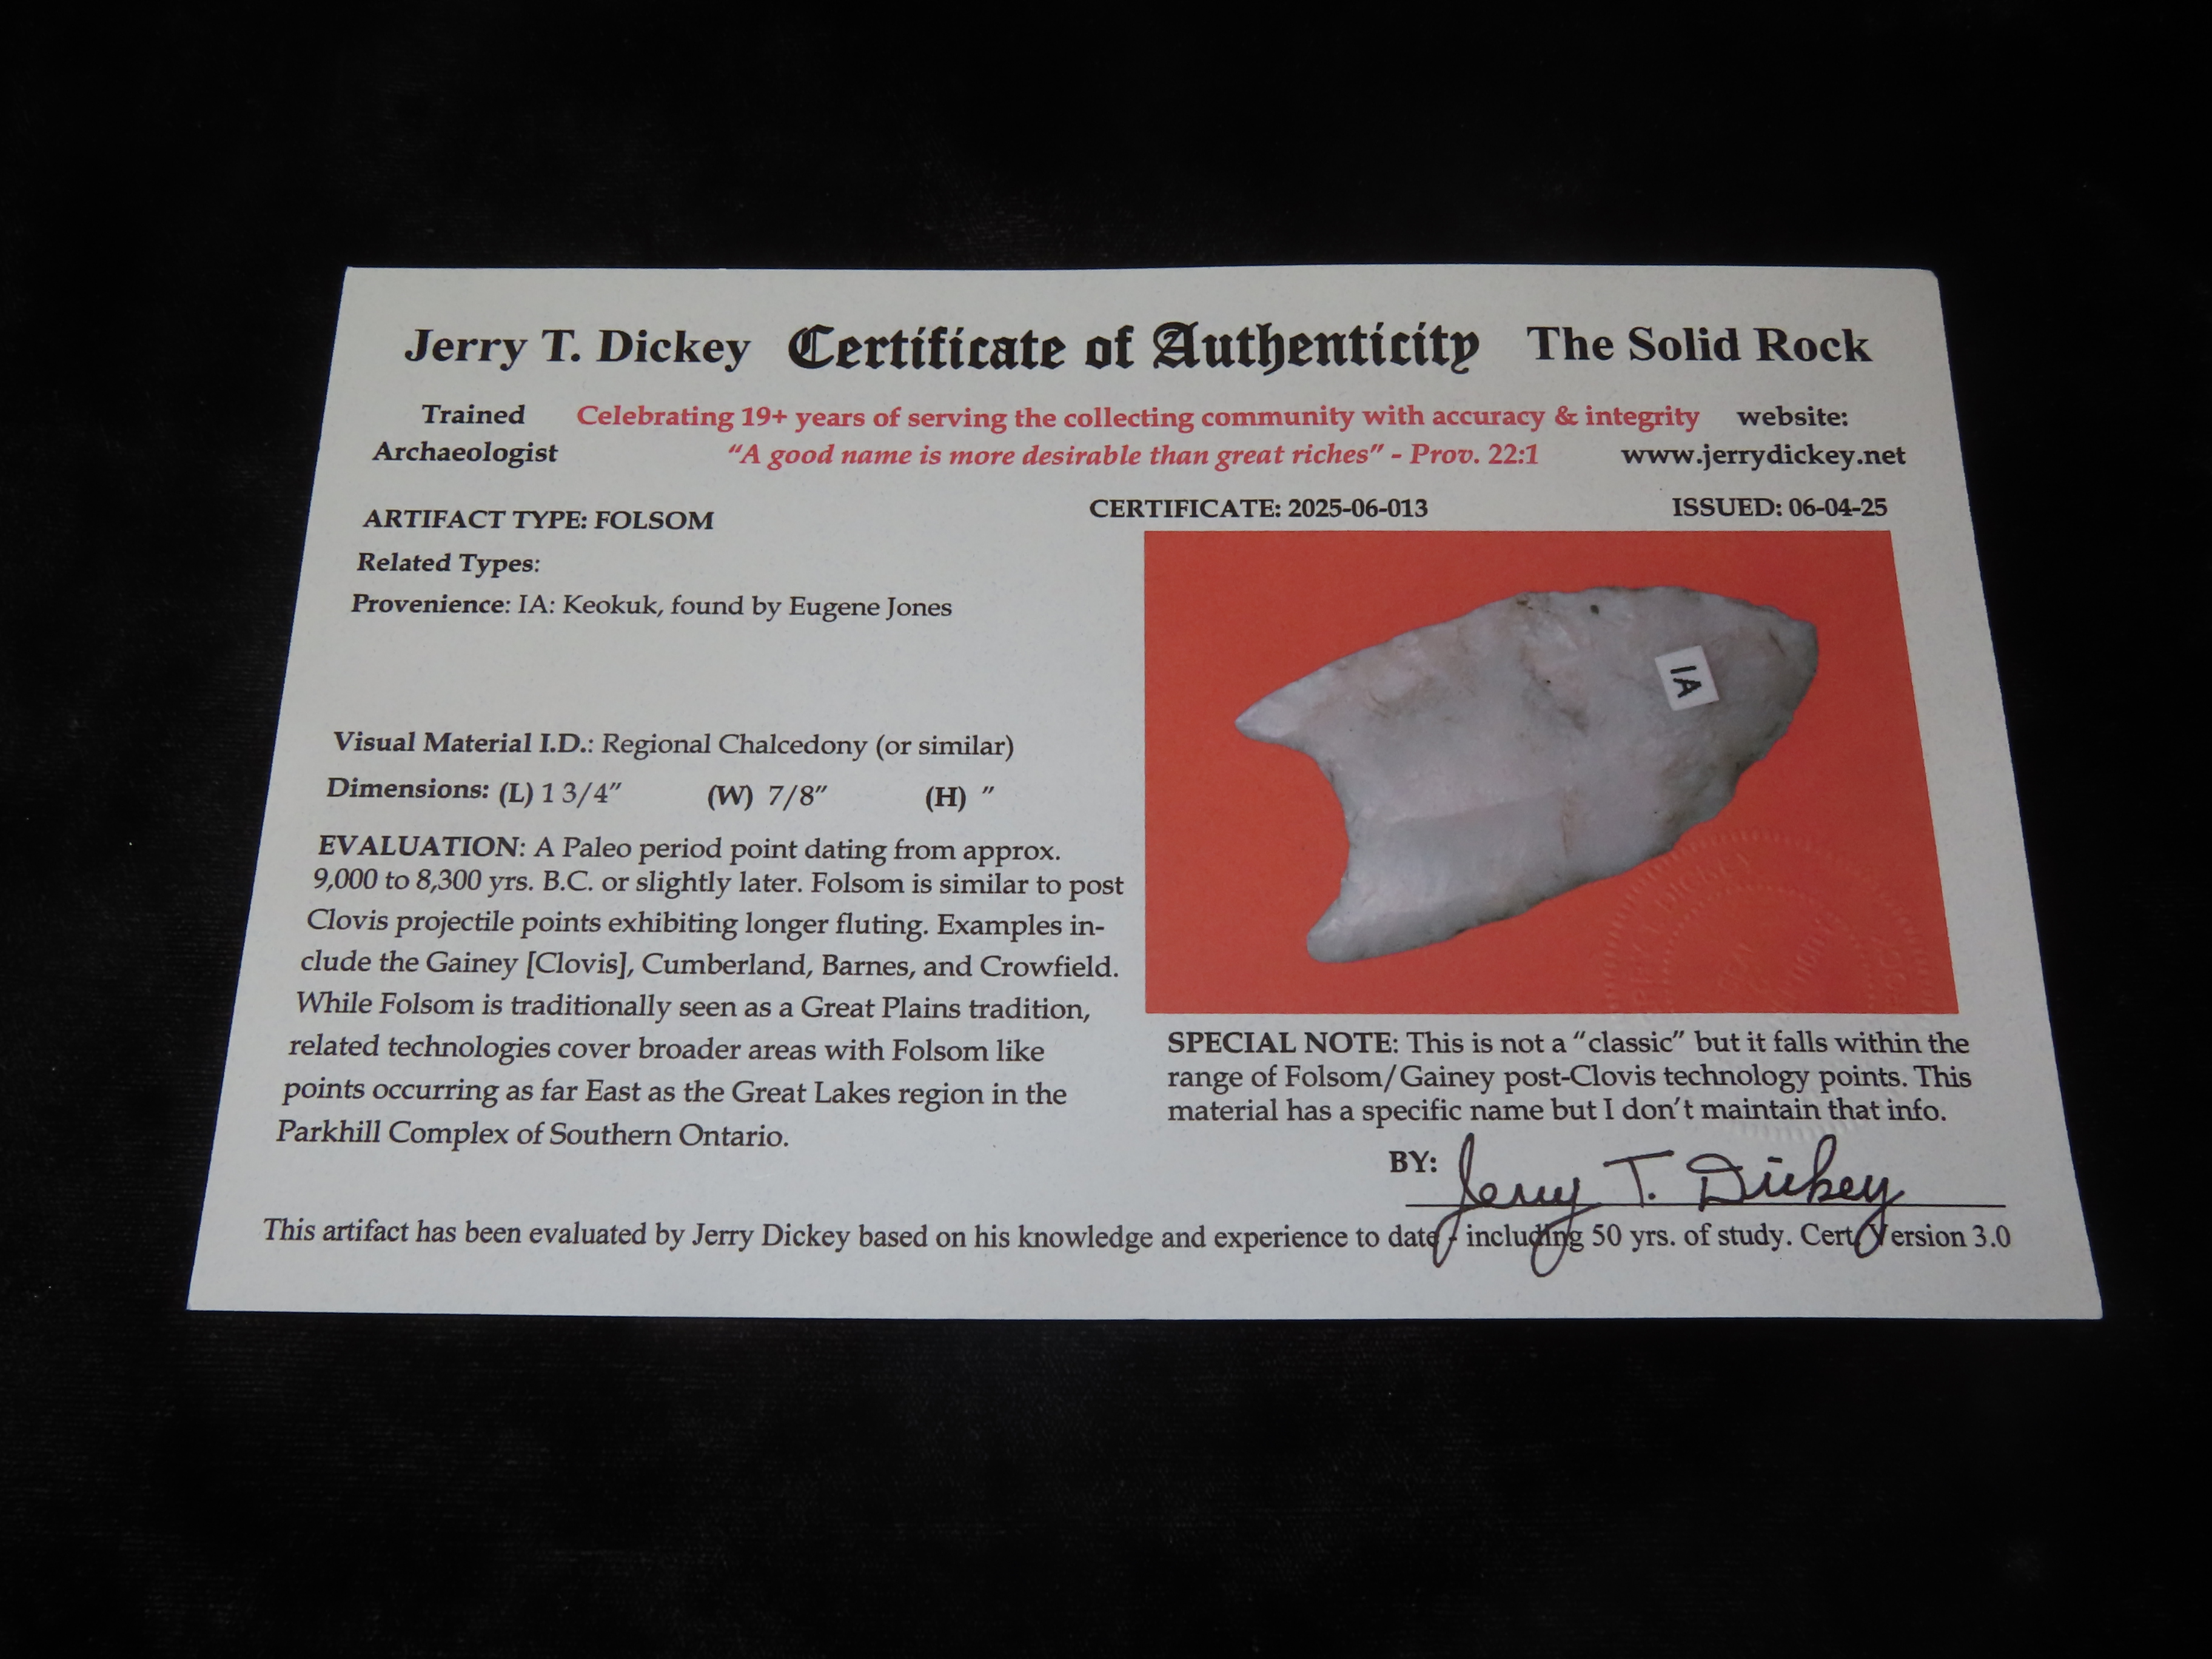 Jerry T. Dickey Certificate of Authenticity The Solid Rock
Trained Celebrating 19+ years of serving the collecting community with accuracy & integrity website:
Archaeologist "A good name is more desirable than great riches" - Prov. 22:1 www.jerrydickey.net
CERTIFICATE: 2025-06-013 ISSUED: 06-04-25
ARTIFACT TYPE: FOLSOM
Related Types:
Provenience: IA: Keokuk, found by Eugene Jones
Visual Material I.D.: Regional Chalcedony (or similar)
Dimensions: (L) 1 3/4" (W) 7/8" (H) "
EVALUATION: A Paleo period point dating from approx.
9,000 to 8,300 yrs. B.C. or slightly later. Folsom is similar to post
Clovis projectile points exhibiting longer fluting. Examples in-
clude the Gainey [Clovis], Cumberland, Barnes, and Crowfield.
While Folsom is traditionally seen as a Great Plains tradition,
related technologies cover broader areas with Folsom like
points occurring as far East as the Great Lakes region in the
Parkhill Complex of Southern Ontario.
IA
SPECIAL NOTE: This is not a "classic" but it falls within the
range of Folsom/Gainey post-Clovis technology points. This
material has a specific name but I don't maintain that info.
BY: Jerry T. Dickey
This artifact has been evaluated by Jerry Dickey based on his knowledge and experience to date - including 50 yrs. of study. Cert. Version 3.0